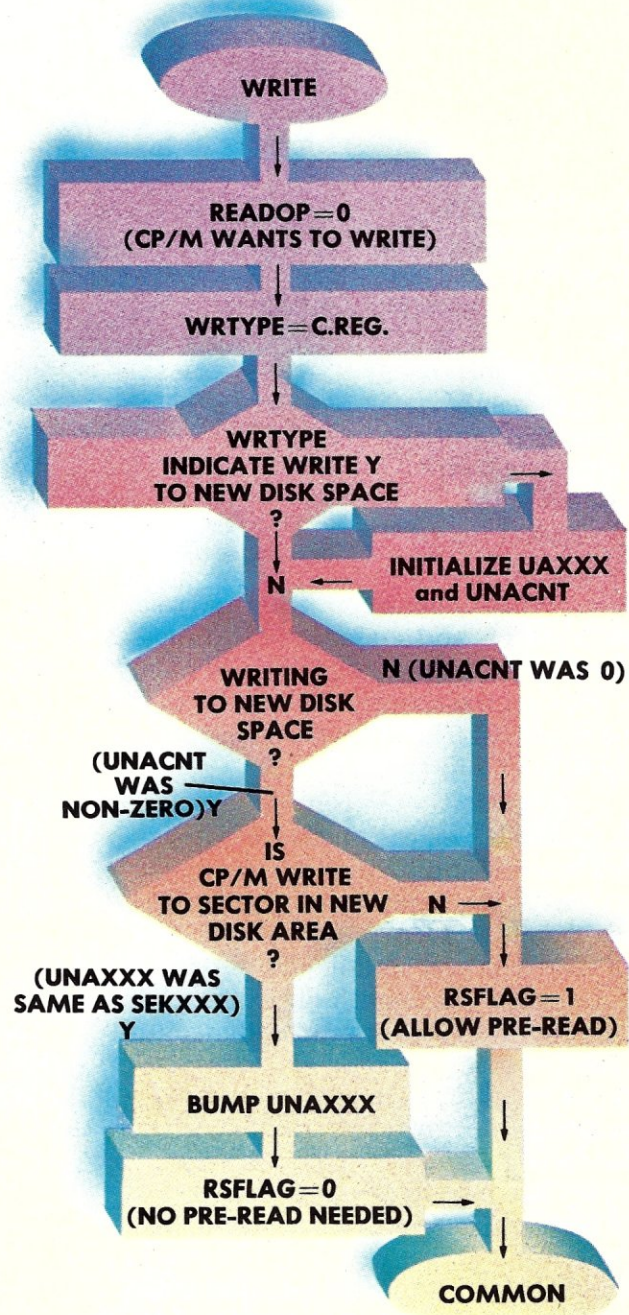 WRITE
READOP=0
(CP/M WANTS TO WRITE)
WRTYPE=C.REG.
WRTYPE
INDICATE WRITE Y
TO NEW DISK SPACE
?
INITIALIZE UAXXX
and UNACNT
N
N (UNACNT WAS 0)
WRITING
TO NEW DISK
SPACE
?
(UNACNT
WAS
NON-ZERO)Y
IS
CP/M WRITE
TO SECTOR IN NEW
DISK AREA
?
N
(UNAXXX WAS
SAME AS SEKXXX)
Y
RSFLAG=1
(ALLOW PRE-READ)
BUMP UNAXXX
RSFLAG=0
(NO PRE-READ NEEDED)
COMMON